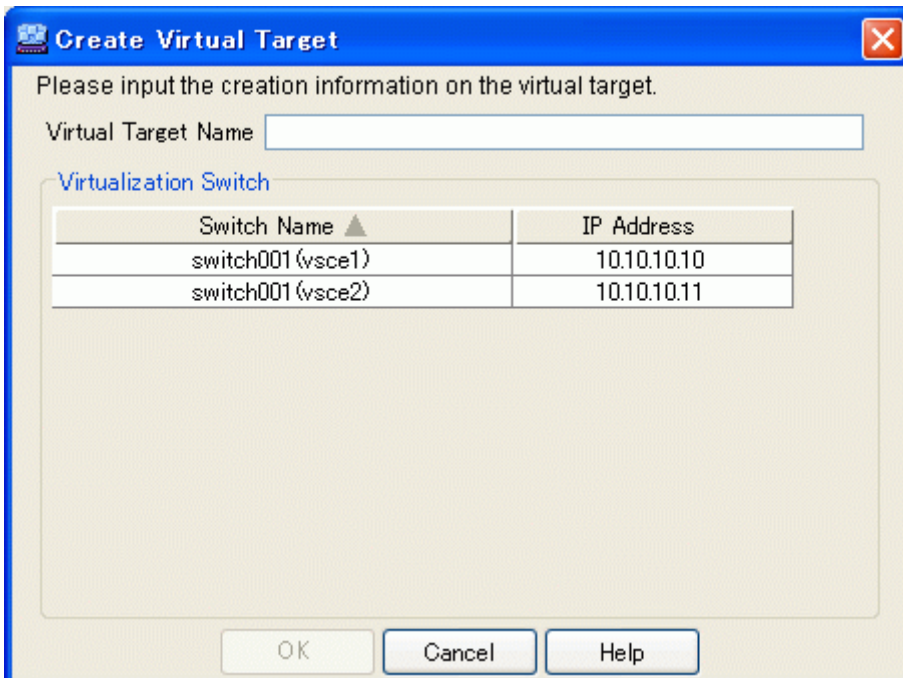 Create Virtual Target
Please input the creation information on the virtual target.
Virtual Target Name
Virtualization Switch
Switch Name IP Address
switch001(vsce1) 10.10.10.10
switch001(vsce2) 10.10.10.11
OK Cancel Help